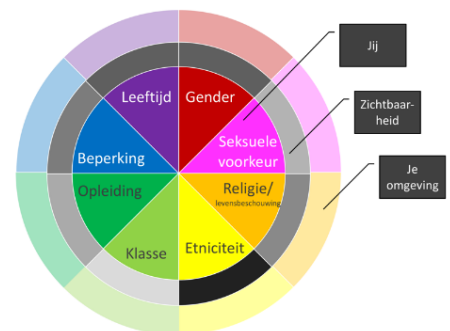 Jij
Zichtbaar-
heid
Je
omgeving
Leeftijd
Gender
Seksuele
voorkeur
Religie/
levensbeschouwing
Etniciteit
Klasse
Opleiding
Beperking